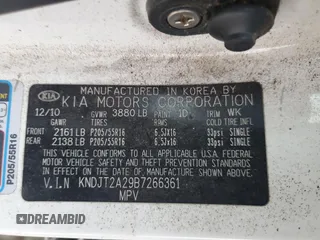 MANUFACTURED IN KOREA BY
KIA KIA MOTORS CORPORATION
12/10 GVWR 3880 LB PAINT 1D TRIM WK
GAWR TIRES RIMS COLD TIRE INFL
FRONT 2161 LB P205/55R16 6.5JX16 33psi SINGLE
REAR 2138 LB P205/55R16 6.5JX16 33psi SINGLE
THIS VEHICLE CONFORMS TO ALL APPLICABLE U.S.A FEDERAL
MOTOR VEHICLE SAFETY, BUMPER, AND THEFT PREVENTION
STANDARDS IN EFFECT ON THE DATE OF MANUFACTURE
SHOWN ABOVE.
V.I.N KNDJT2A29B7266361
MPV
P205/55R16
©DREAMBID